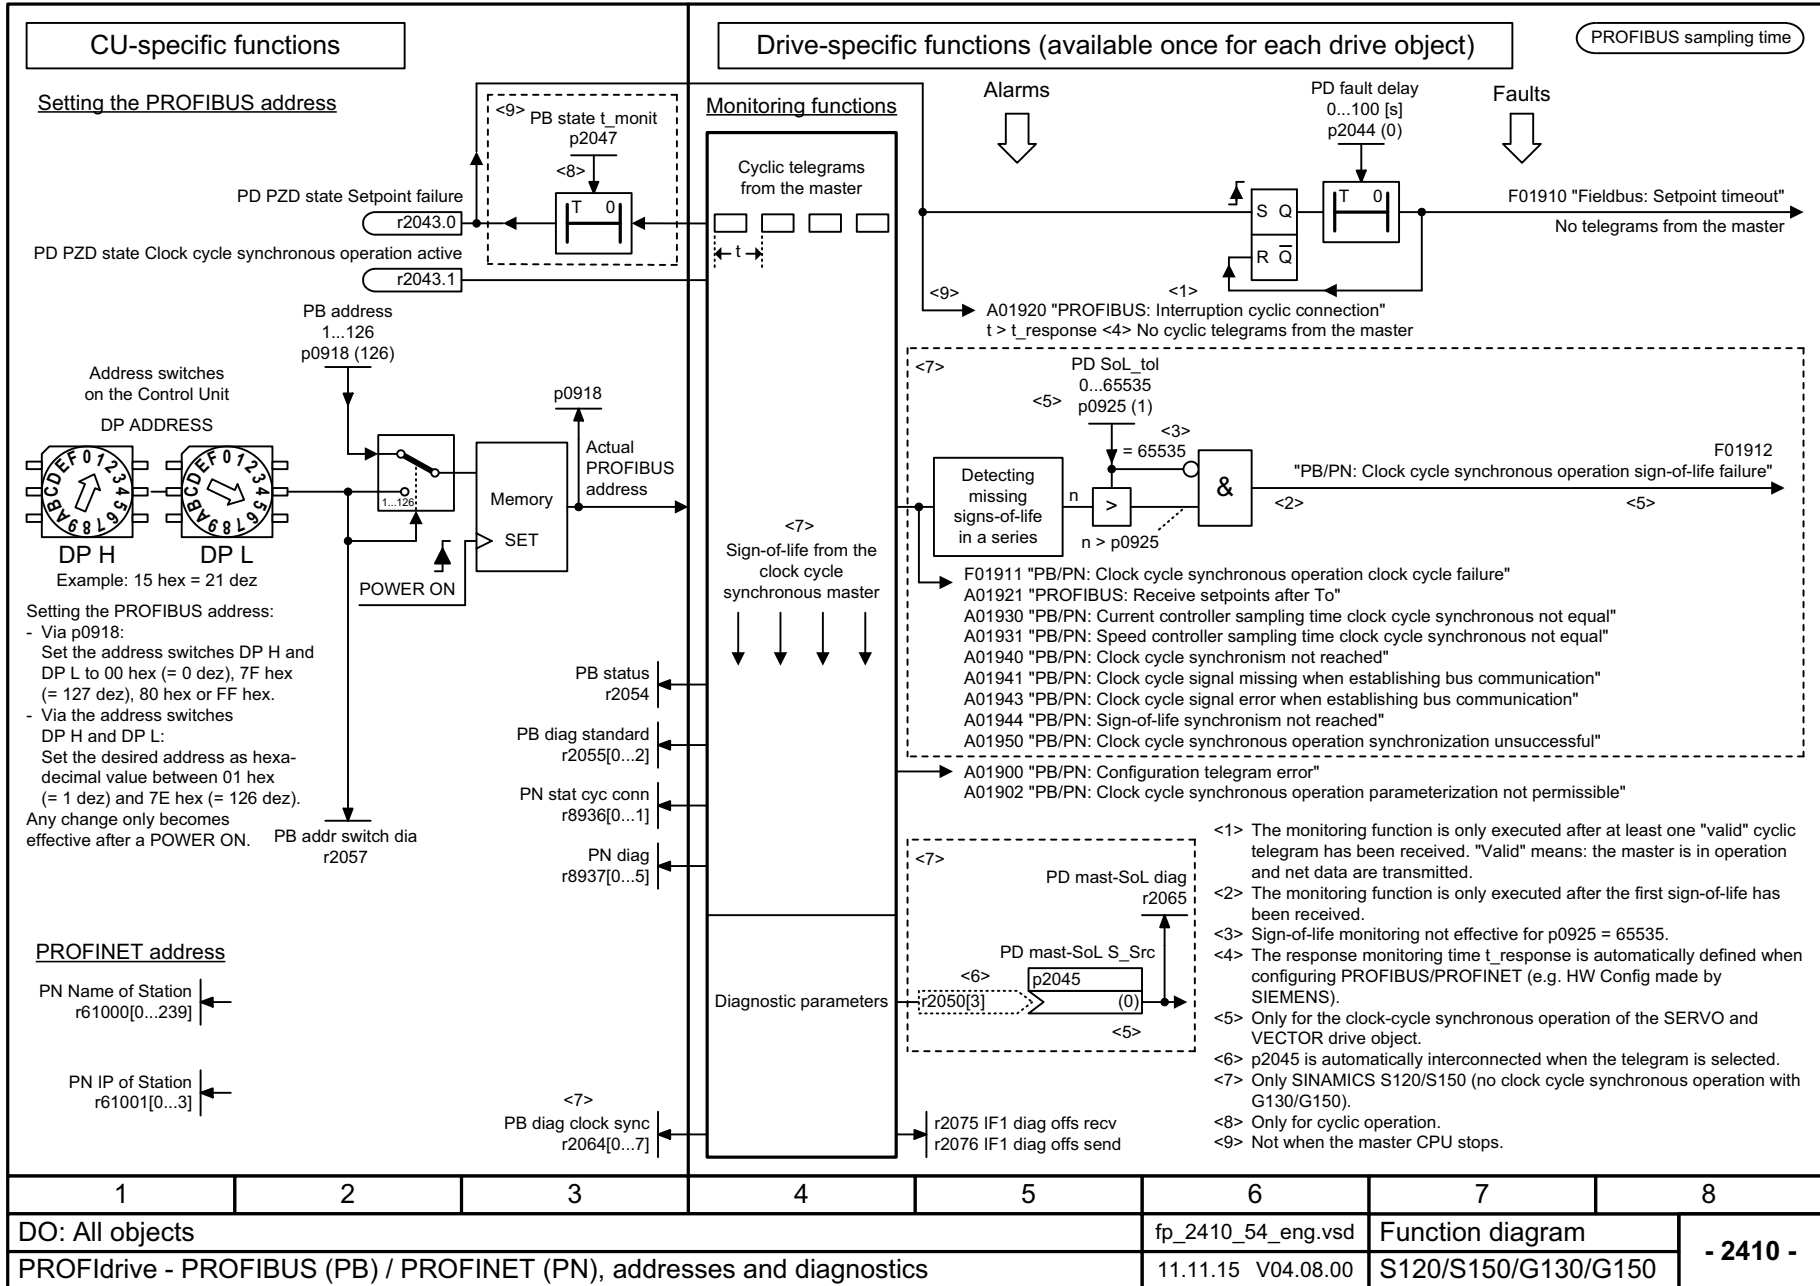 CU-specific functions
Drive-specific functions (available once for each drive object)
PROFIBUS sampling time
Setting the PROFIBUS address
<9>
PB state t_monit
p2047
<8>
T 0
PD PZD state Setpoint failure
r2043.0
PD PZD state Clock cycle synchronous operation active
r2043.1
PB address
1...126
p0918 (126)
Address switches
on the Control Unit
DP ADDRESS
0 1 2 3 4 5 6 7 8 9 A B C D E F
0 1 2 3 4 5 6 7 8 9 A B C D E F
DP H
DP L
Example: 15 hex = 21 dez
1...126
p0918
Actual
PROFIBUS
address
Memory
SET
POWER ON
Setting the PROFIBUS address:
- Via p0918:
Set the address switches DP H and
DP L to 00 hex (= 0 dez), 7F hex
(= 127 dez), 80 hex or FF hex.
- Via the address switches
DP H and DP L:
Set the desired address as hexa-
decimal value between 01 hex
(= 1 dez) and 7E hex (= 126 dez).
Any change only becomes
effective after a POWER ON.
PB addr switch dia
r2057
PB status
r2054
PB diag standard
r2055[0...2]
PN stat cyc conn
r8936[0...1]
PN diag
r8937[0...5]
PROFINET address
PN Name of Station
r61000[0...239]
PN IP of Station
r61001[0...3]
<7>
PB diag clock sync
r2064[0...7]
Monitoring functions
Cyclic telegrams
from the master
t
<7>
Sign-of-life from the
clock cycle
synchronous master
Diagnostic parameters
Alarms
PD fault delay
0...100 [s]
p2044 (0)
Faults
S Q
R Q̅
T 0
F01910 "Fieldbus: Setpoint timeout"
No telegrams from the master
<1>
<9>
A01920 "PROFIBUS: Interruption cyclic connection"
t > t_response <4> No cyclic telegrams from the master
<7>
PD SoL_tol
0...65535
<5>
p0925 (1)
<3>
= 65535
Detecting
missing
signs-of-life
in a series
n
>
n > p0925
&
<2>
F01912
"PB/PN: Clock cycle synchronous operation sign-of-life failure"
<5>
F01911 "PB/PN: Clock cycle synchronous operation clock cycle failure"
A01921 "PROFIBUS: Receive setpoints after To"
A01930 "PB/PN: Current controller sampling time clock cycle synchronous not equal"
A01931 "PB/PN: Speed controller sampling time clock cycle synchronous not equal"
A01940 "PB/PN: Clock cycle synchronism not reached"
A01941 "PB/PN: Clock cycle signal missing when establishing bus communication"
A01943 "PB/PN: Clock cycle signal error when establishing bus communication"
A01944 "PB/PN: Sign-of-life synchronism not reached"
A01950 "PB/PN: Clock cycle synchronous operation synchronization unsuccessful"
A01900 "PB/PN: Configuration telegram error"
A01902 "PB/PN: Clock cycle synchronous operation parameterization not permissible"
<7>
PD mast-SoL diag
r2065
PD mast-SoL S_Src
<6>
p2045
r2050[3]
(0)
<5>
r2075 IF1 diag offs recv
r2076 IF1 diag offs send
<1> The monitoring function is only executed after at least one "valid" cyclic
telegram has been received. "Valid" means: the master is in operation
and net data are transmitted.
<2> The monitoring function is only executed after the first sign-of-life has
been received.
<3> Sign-of-life monitoring not effective for p0925 = 65535.
<4> The response monitoring time t_response is automatically defined when
configuring PROFIBUS/PROFINET (e.g. HW Config made by
SIEMENS).
<5> Only for the clock-cycle synchronous operation of the SERVO and
VECTOR drive object.
<6> p2045 is automatically interconnected when the telegram is selected.
<7> Only SINAMICS S120/S150 (no clock cycle synchronous operation with
G130/G150).
<8> Only for cyclic operation.
<9> Not when the master CPU stops.
1 2 3 4 5 6 7 8
DO: All objects
fp_2410_54_eng.vsd
Function diagram
- 2410 -
PROFIdrive - PROFIBUS (PB) / PROFINET (PN), addresses and diagnostics
11.11.15 V04.08.00
S120/S150/G130/G150